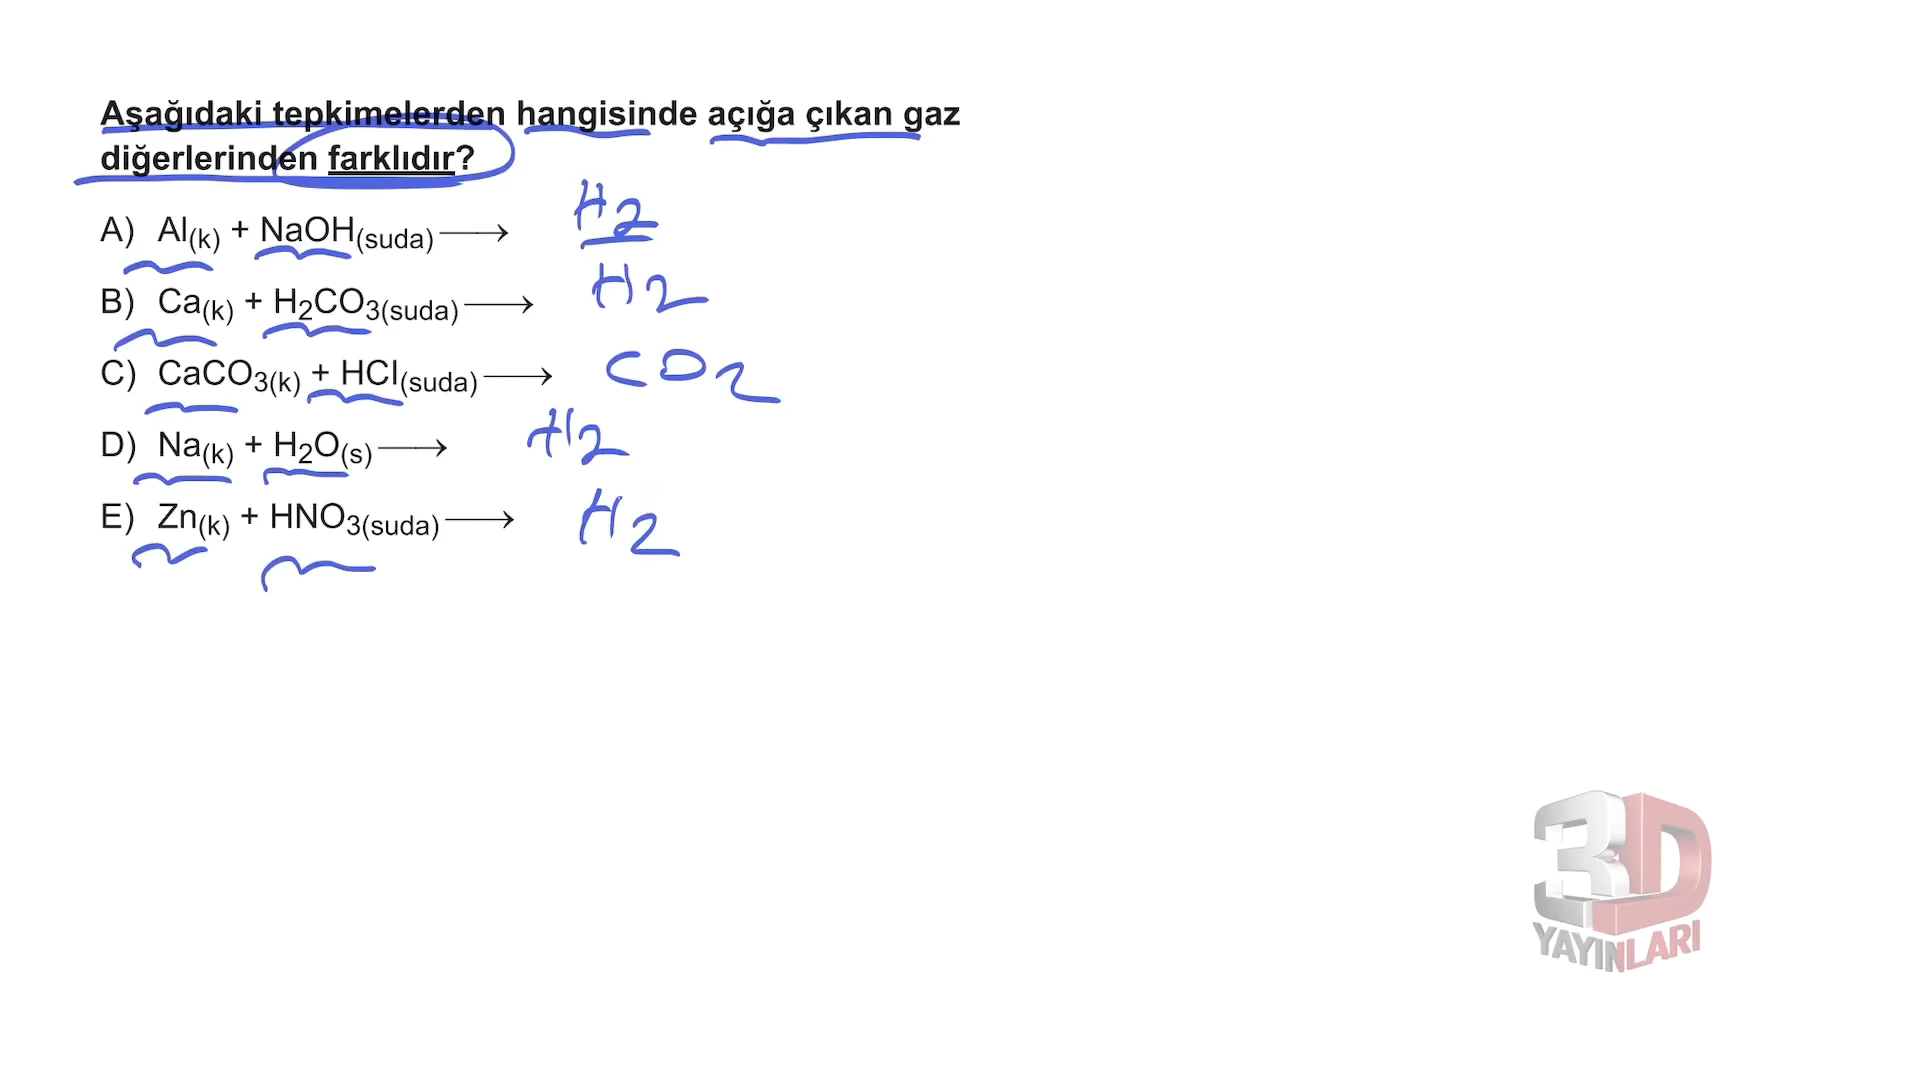 Aşağıdaki tepkimelerden hangisinde açığa çıkan gaz
diğerlerinden farklıdır?
A) Al(k) + NaOH(suda) ⟶ H2
B) Ca(k) + H2CO3(suda) ⟶ H2
C) CaCO3(k) + HCl(suda) ⟶ CO2
D) Na(k) + H2O(s) ⟶ H2
E) Zn(k) + HNO3(suda) ⟶ H2
3D
YAYINLARI